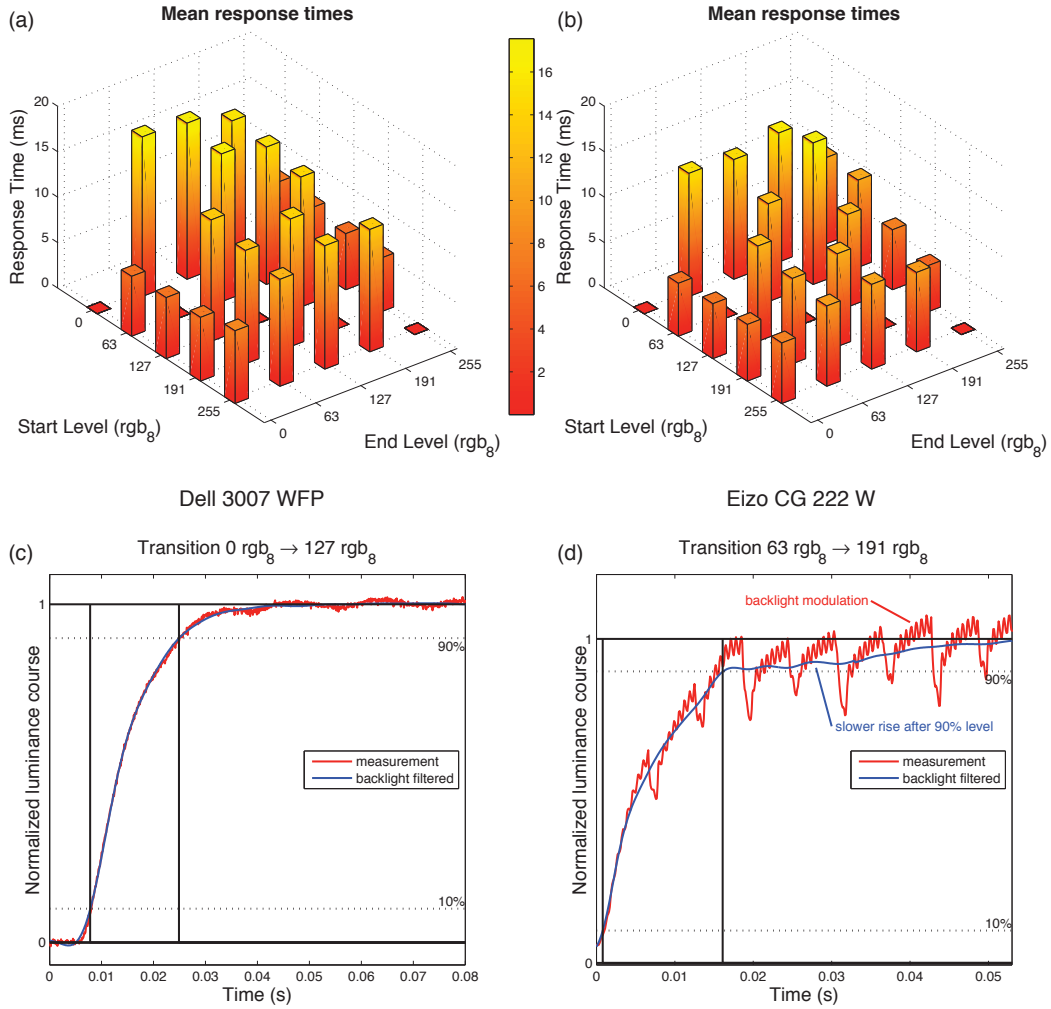 (a)
Mean response times
Response Time (ms)
20
15
10
5
0
0
63
127
191
255
Start Level (rgb8)
0
63
127
191
255
End Level (rgb8)
16
14
12
10
8
6
4
2
(b)
Mean response times
Response Time (ms)
20
15
10
5
0
0
63
127
191
255
Start Level (rgb8)
0
63
127
191
255
End Level (rgb8)
Dell 3007 WFP
Eizo CG 222 W
(c)
Transition 0 rgb8 → 127 rgb8
Normalized luminance course
1
0
90%
10%
measurement
backlight filtered
0
0.01
0.02
0.03
0.04
0.05
0.06
0.07
0.08
Time (s)
(d)
Transition 63 rgb8 → 191 rgb8
Normalized luminance course
1
0
backlight modulation
90%
slower rise after 90% level
measurement
backlight filtered
10%
0
0.01
0.02
0.03
0.04
0.05
Time (s)